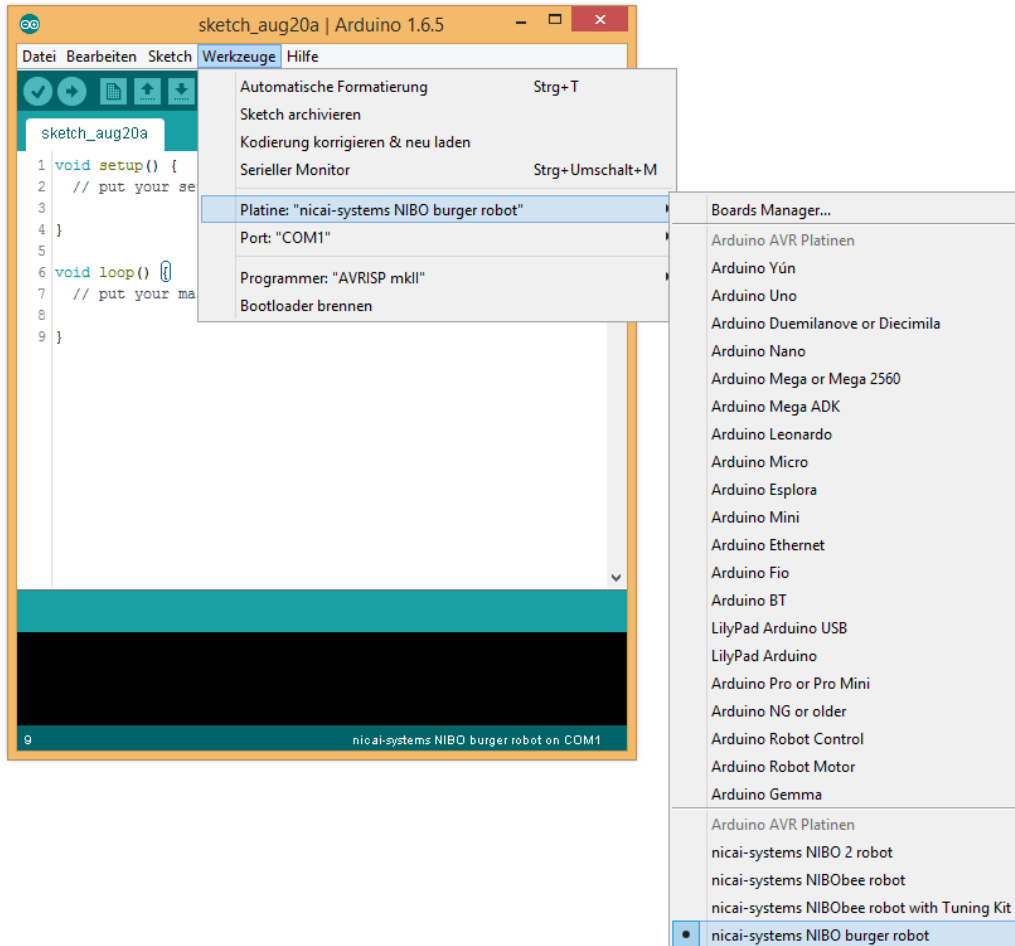 sketch_aug20a | Arduino 1.6.5
Datei Bearbeiten Sketch Werkzeuge Hilfe
sketch_aug20a
1 void setup() {
2 // put your se
3
4 }
5
6 void loop() {
7 // put your ma
8
9 }
Automatische Formatierung Strg+T
Sketch archivieren
Kodierung korrigieren & neu laden
Serieller Monitor Strg+Umschalt+M
Platine: "nicai-systems NIBO burger robot"
Port: "COM1"
Programmer: "AVRISP mkII"
Bootloader brennen
Boards Manager...
Arduino AVR Platinen
Arduino Yún
Arduino Uno
Arduino Duemilanove or Diecimila
Arduino Nano
Arduino Mega or Mega 2560
Arduino Mega ADK
Arduino Leonardo
Arduino Micro
Arduino Esplora
Arduino Mini
Arduino Ethernet
Arduino Fio
Arduino BT
LilyPad Arduino USB
LilyPad Arduino
Arduino Pro or Pro Mini
Arduino NG or older
Arduino Robot Control
Arduino Robot Motor
Arduino Gemma
Arduino AVR Platinen
nicai-systems NIBO 2 robot
nicai-systems NIBObee robot
nicai-systems NIBObee robot with Tuning Kit
nicai-systems NIBO burger robot
9 nicai-systems NIBO burger robot on COM1